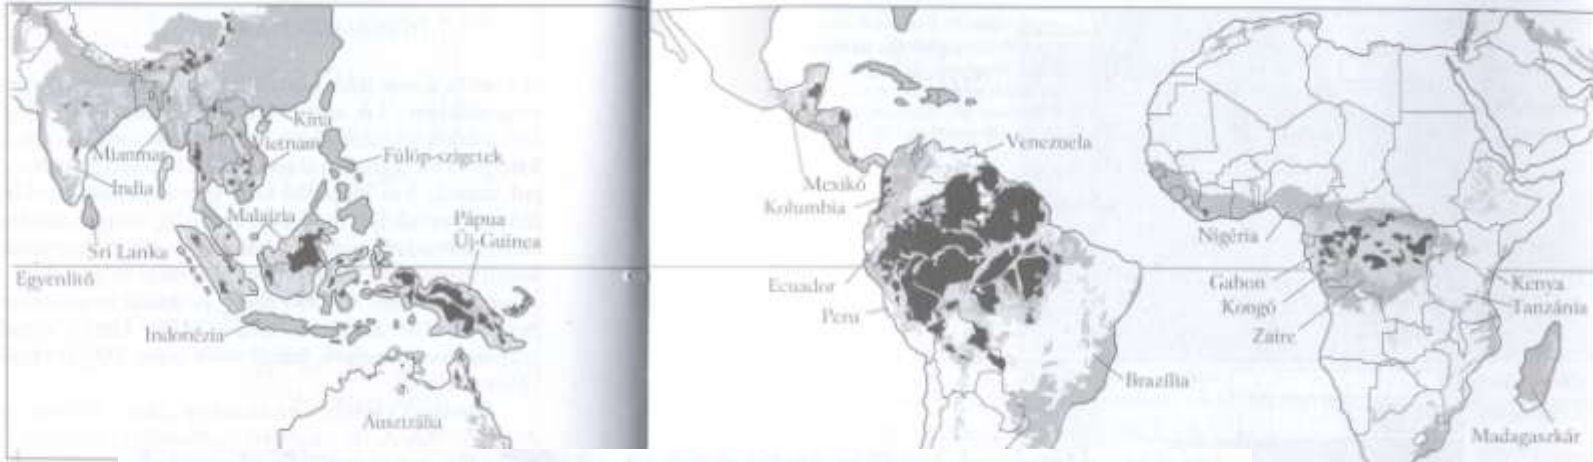 Kína
Mianmar
Vietnam
Fülöp-szigetek
India
Malajzia
Pápua
Új-Guinea
Sri Lanka
Egyenlítő
Indonézia
Ausztrália
Venezuela
Mexikó
Kolumbia
Ecuador
Peru
Brazília
Nigéria
Gabon
Kongó
Zaire
Kenya
Tanzánia
Madagaszkár